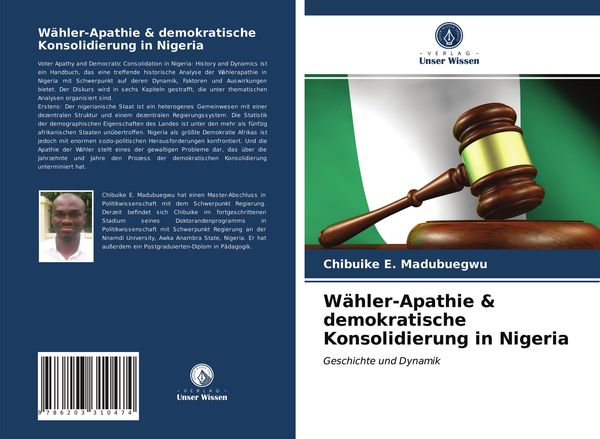 Wähler-Apathie & demokratische
Konsolidierung in Nigeria
Voter Apathy and Democratic Consolidation in Nigeria: History and Dynamics ist
ein Handbuch, das eine treffende historische Analyse der Wählerapathie in
Nigeria mit Schwerpunkt auf deren Dynamik, Faktoren und Auswirkungen
bietet. Der Diskurs wird in sechs Kapiteln gestrafft, die unter thematischen
Analysen organisiert sind.
Erstens: Der nigerianische Staat ist ein heterogenes Gemeinwesen mit einer
dezentralen Struktur und einem dezentralen Regierungssystem. Die Statistik
der demographischen Eigenschaften des Landes ist unter den mehr als fünfzig
afrikanischen Staaten unübertroffen. Nigeria als größte Demokratie Afrikas ist
jedoch mit enormen sozio-politischen Herausforderungen konfrontiert. Und die
Apathie der Wähler stellt eines der gewaltigen Probleme dar, das über die
Jahrzehnte und Jahre den Prozess der demokratischen Konsolidierung
unterminiert hat.
Chibuike E. Madubuegwu hat einen Master-Abschluss in
Politikwissenschaft mit dem Schwerpunkt Regierung.
Derzeit befindet sich Chibuike im fortgeschrittenen
Stadium seines Doktorandenprogramms in
Politikwissenschaft mit Schwerpunkt Regierung an der
Nnamdi University, Awka Anambra State, Nigeria. Er hat
außerdem ein Postgraduierten-Diplom in Pädagogik.
9 786203 310474
VERLAG
Unser Wissen
VERLAG
Unser Wissen
Chibuike E. Madubuegwu
Wähler-Apathie &
demokratische
Konsolidierung in Nigeria
Geschichte und Dynamik